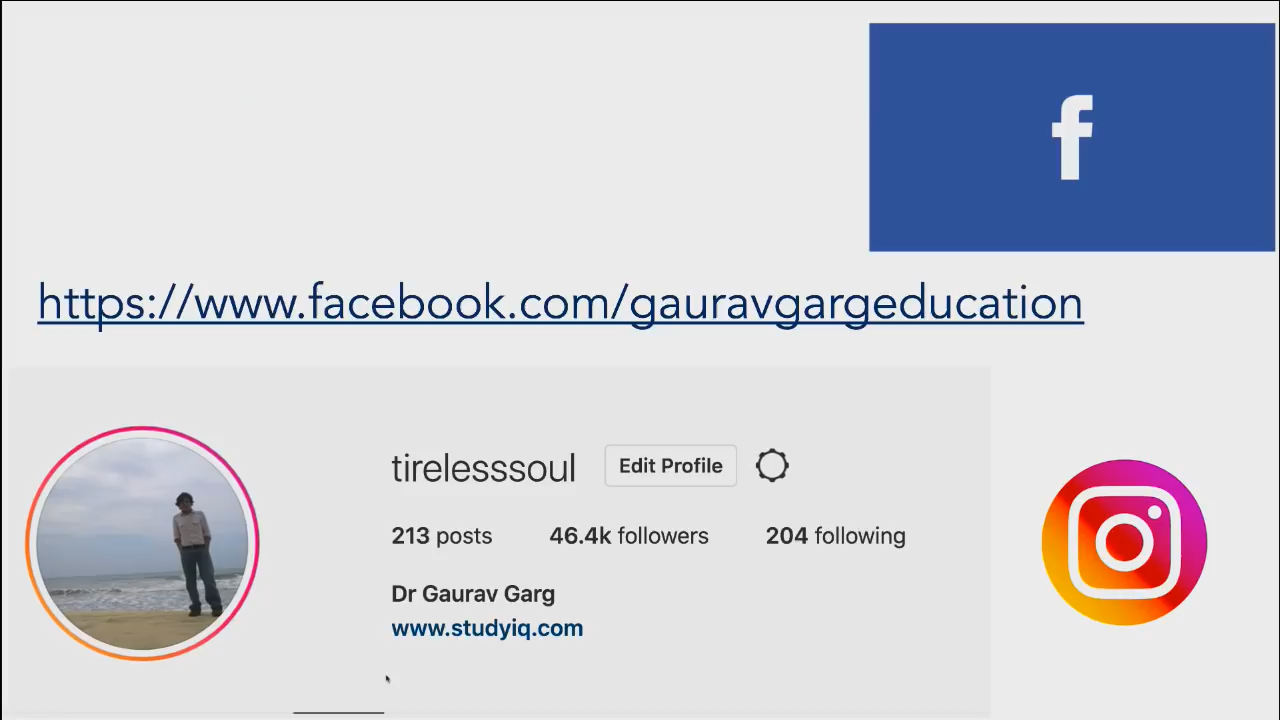 f
https://www.facebook.com/gauravgargeducation
tirelesssoul Edit Profile
213 posts 46.4k followers 204 following
Dr Gaurav Garg
www.studyiq.com